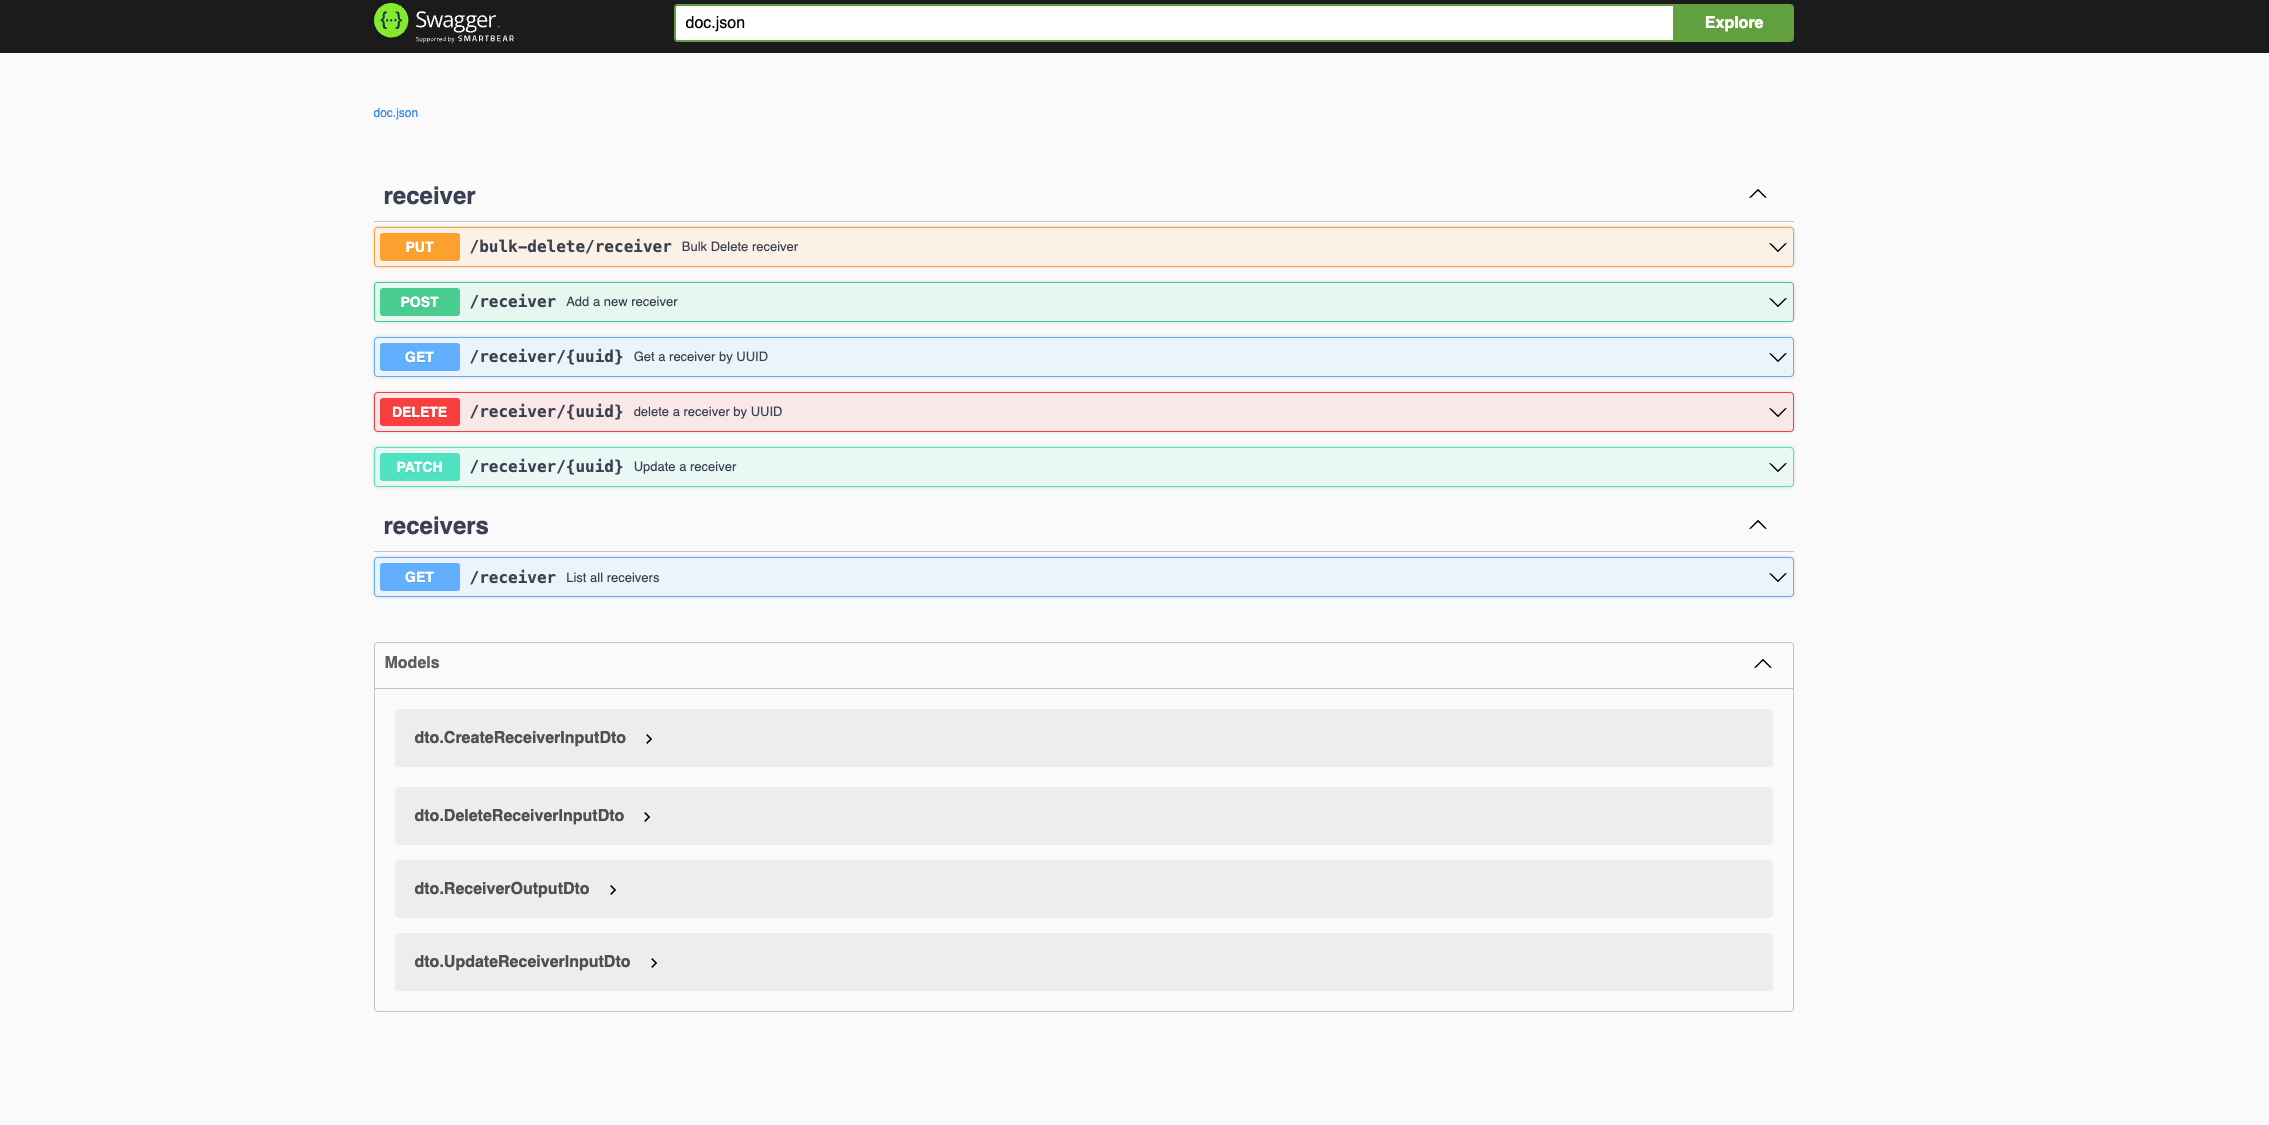 Swagger
Supported by SMARTBEAR
doc.json
Explore
doc.json
receiver
PUT /bulk-delete/receiver Bulk Delete receiver
POST /receiver Add a new receiver
GET /receiver/{uuid} Get a receiver by UUID
DELETE /receiver/{uuid} delete a receiver by UUID
PATCH /receiver/{uuid} Update a receiver
receivers
GET /receiver List all receivers
Models
dto.CreateReceiverInputDto
dto.DeleteReceiverInputDto
dto.ReceiverOutputDto
dto.UpdateReceiverInputDto